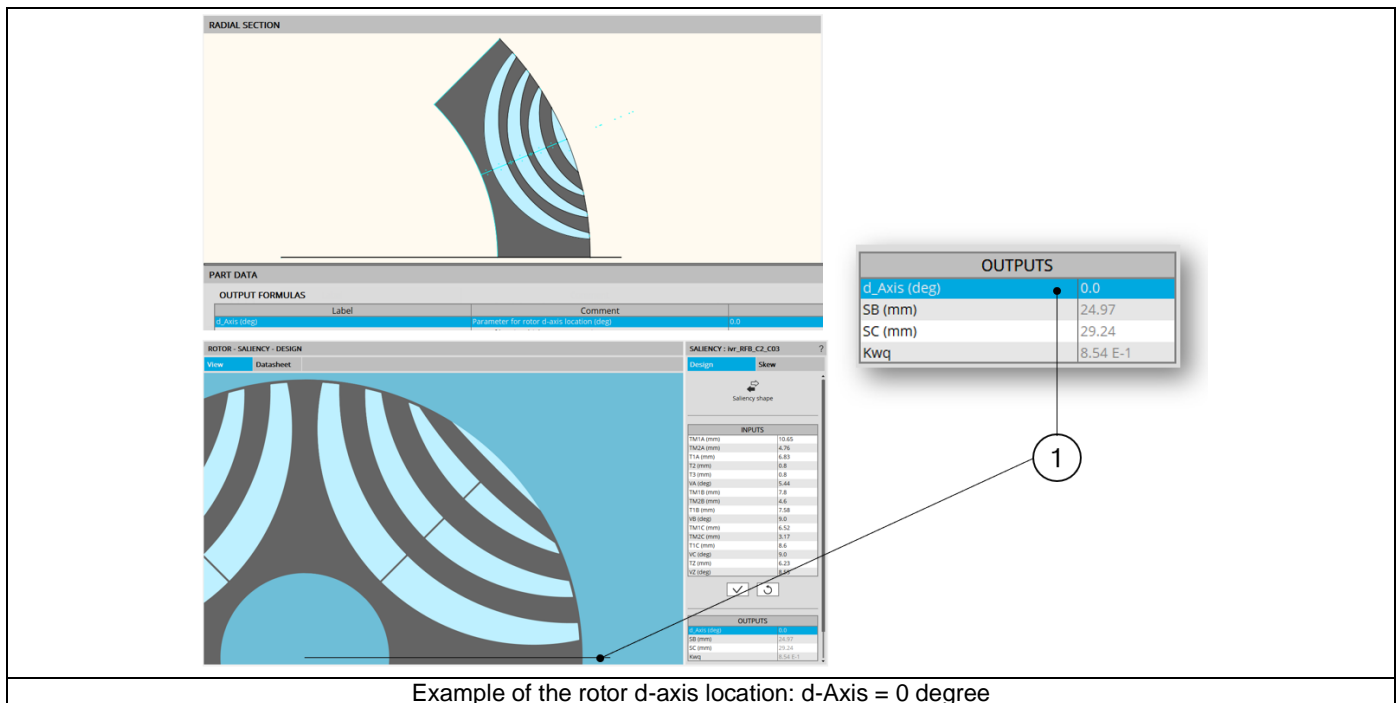 RADIAL SECTION
PART DATA
OUTPUT FORMULAS
Label Comment
d_Axis (deg) Parameter for rotor d-axis location (deg) 0.0
ROTOR - SALIENCY - DESIGN
View Datasheet
SALIENCY : ivr_RFB_C2_C03 ?
Design Skew
Saliency shape
INPUTS
TM1A (mm) 10.65
TM2A (mm) 4.76
T1A (mm) 6.83
T2 (mm) 0.8
T3 (mm) 0.8
VA (deg) 5.44
TM1B (mm) 7.8
TM2B (mm) 4.6
T1B (mm) 7.58
VB (deg) 9.0
TM1C (mm) 6.52
TM2C (mm) 3.17
T1C (mm) 8.6
VC (deg) 9.0
TZ (mm) 6.23
VZ (deg)
OUTPUTS
d_Axis (deg) 0.0
SB (mm) 24.97
SC (mm) 29.24
Kwq 8.54 E-1
OUTPUTS
d_Axis (deg) 0.0
SB (mm) 24.97
SC (mm) 29.24
Kwq 8.54 E-1
1
Example of the rotor d-axis location: d-Axis = 0 degree